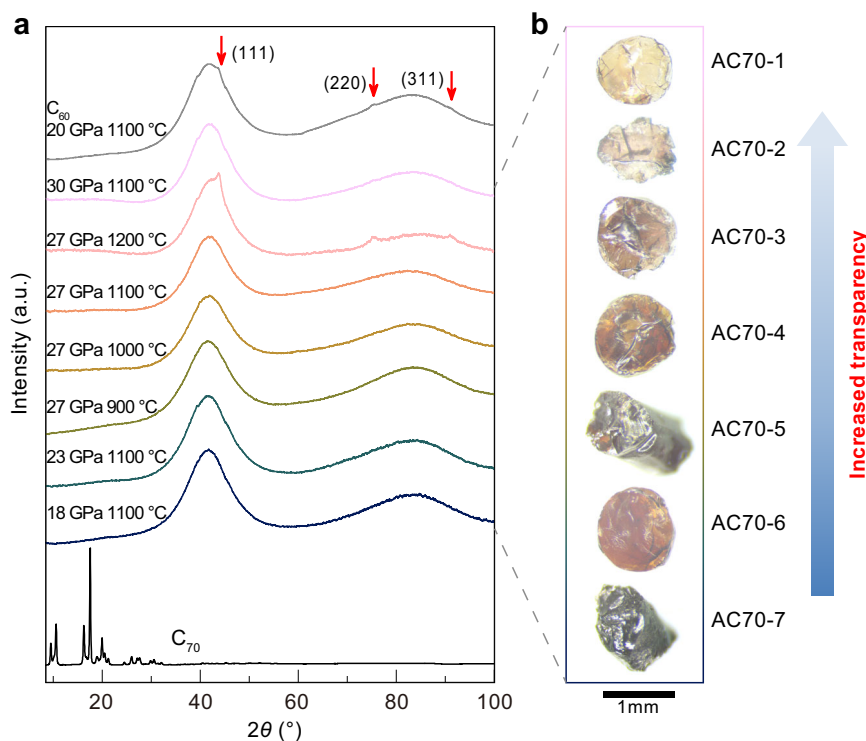 a
b
(111)
(220)
(311)
C60
20 GPa 1100 °C
30 GPa 1100 °C
27 GPa 1200 °C
27 GPa 1100 °C
27 GPa 1000 °C
27 GPa 900 °C
23 GPa 1100 °C
18 GPa 1100 °C
C70
Intensity (a.u.)
20
40
60
80
100
2θ (°)
AC70-1
AC70-2
AC70-3
AC70-4
AC70-5
AC70-6
AC70-7
1mm
Increased transparency